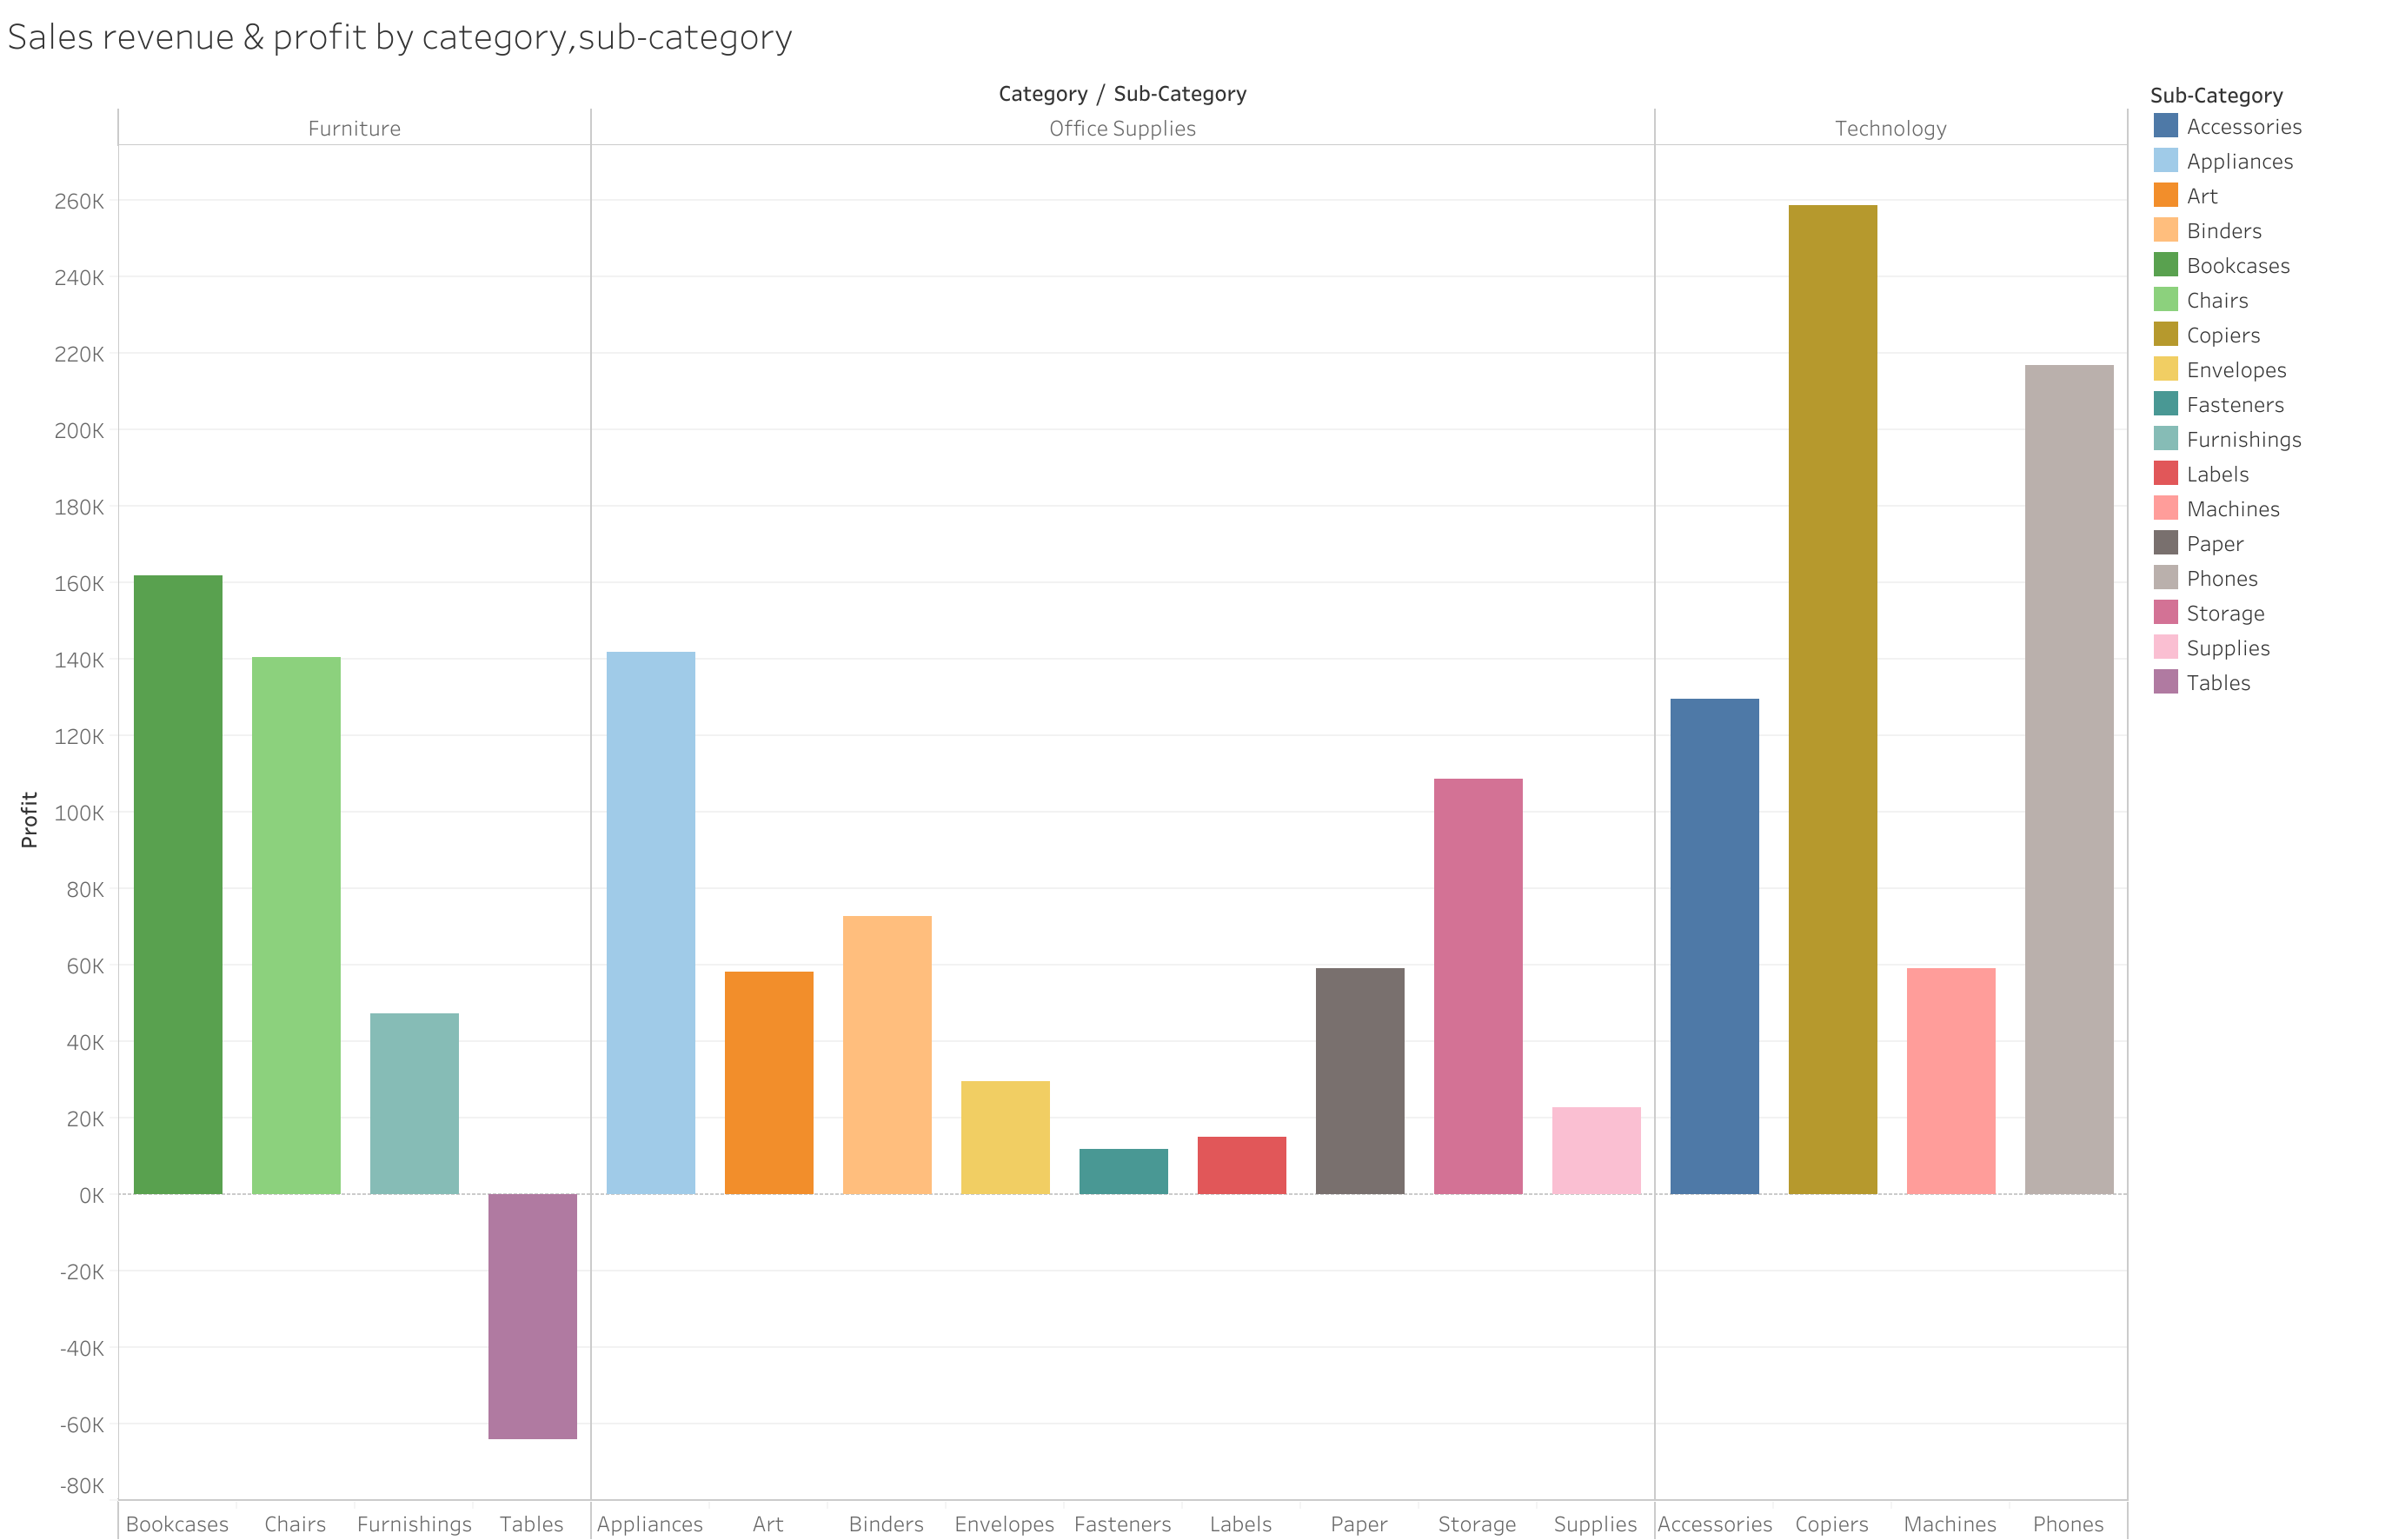 Sales revenue & profit by category,sub-category
Category / Sub-Category
Furniture
Office Supplies
Technology
260K
240K
220K
200K
180K
160K
140K
120K
100K
80K
60K
40K
20K
0K
-20K
-40K
-60K
-80K
Profit
Bookcases Chairs Furnishings Tables Appliances Art Binders Envelopes Fasteners Labels Paper Storage Supplies Accessories Copiers Machines Phones
Sub-Category
Accessories
Appliances
Art
Binders
Bookcases
Chairs
Copiers
Envelopes
Fasteners
Furnishings
Labels
Machines
Paper
Phones
Storage
Supplies
Tables